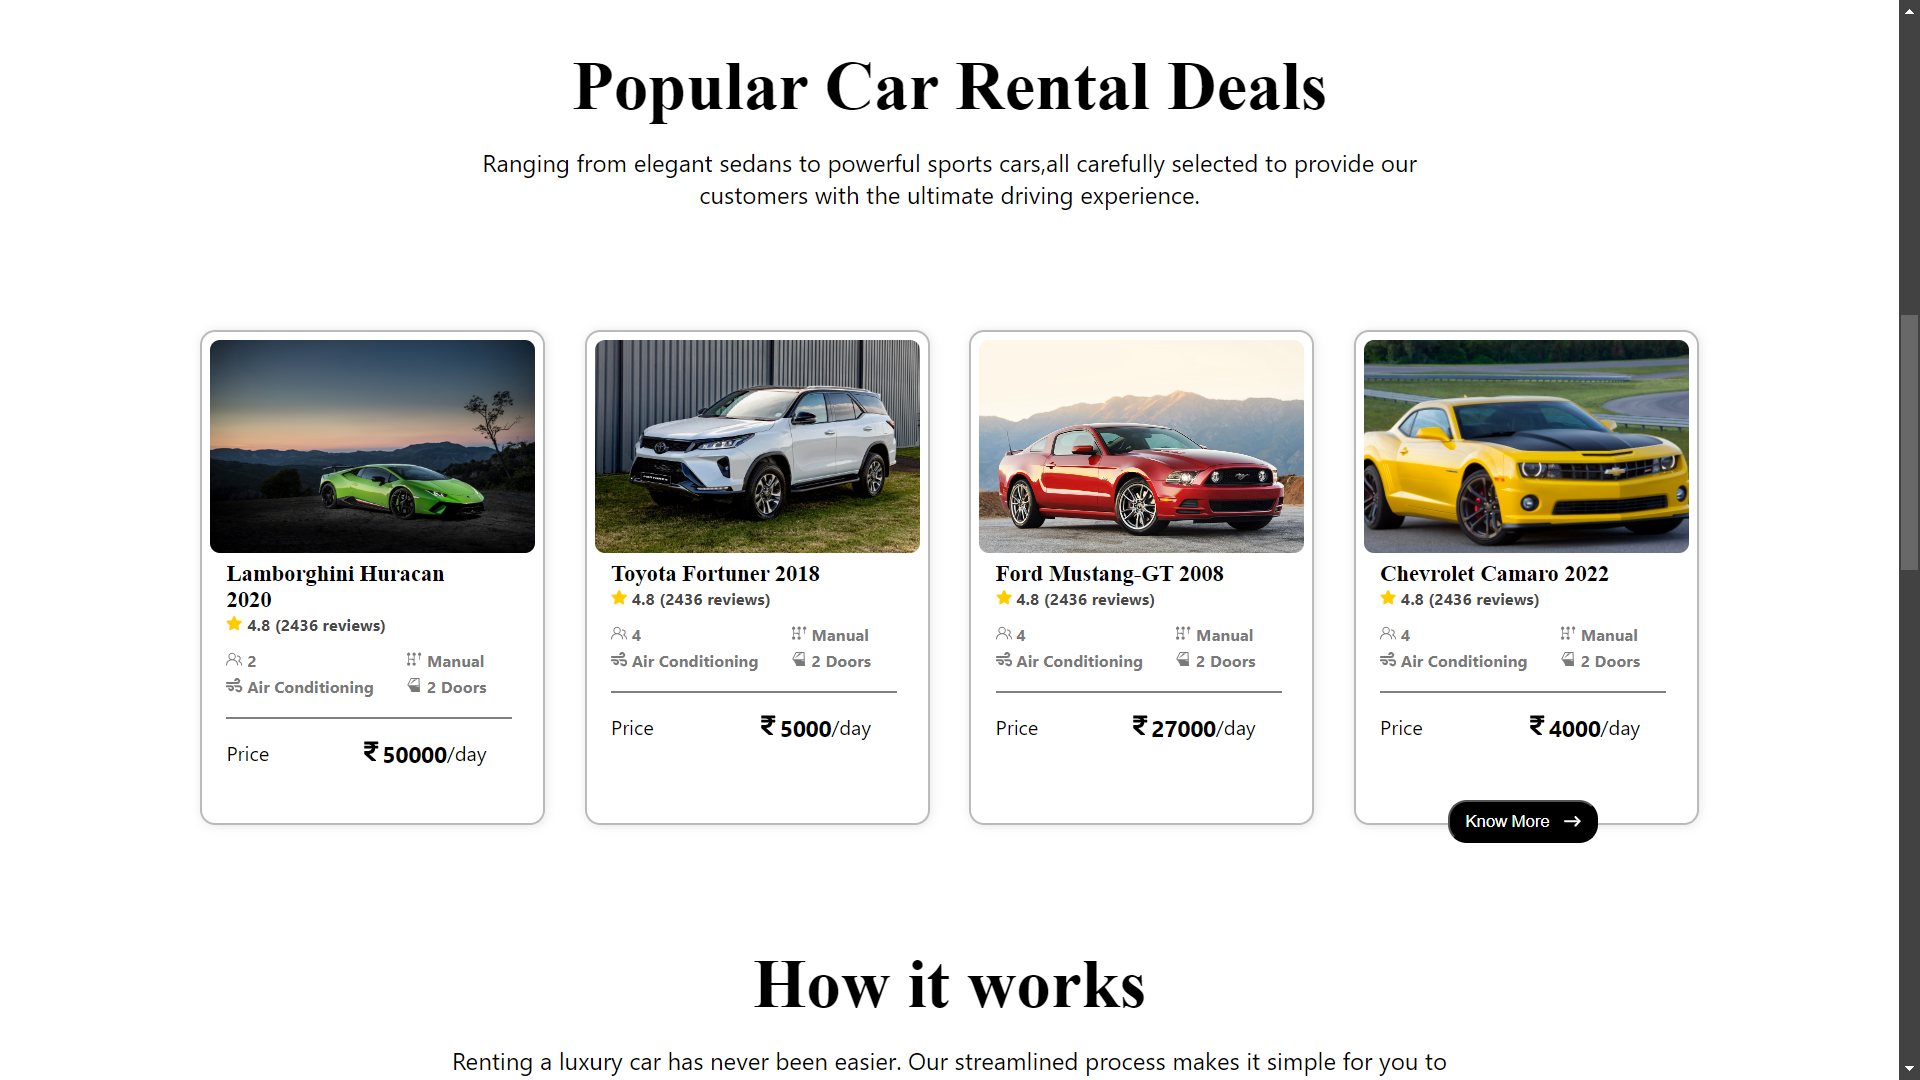 Popular Car Rental Deals
Ranging from elegant sedans to powerful sports cars,all carefully selected to provide our
customers with the ultimate driving experience.
Lamborghini Huracan
2020
4.8 (2436 reviews)
2 Manual
Air Conditioning 2 Doors
Price ₹ 50000/day
Toyota Fortuner 2018
4.8 (2436 reviews)
4 Manual
Air Conditioning 2 Doors
Price ₹ 5000/day
Ford Mustang-GT 2008
4.8 (2436 reviews)
4 Manual
Air Conditioning 2 Doors
Price ₹ 27000/day
Chevrolet Camaro 2022
4.8 (2436 reviews)
4 Manual
Air Conditioning 2 Doors
Price ₹ 4000/day
Know More →
How it works
Renting a luxury car has never been easier. Our streamlined process makes it simple for you to